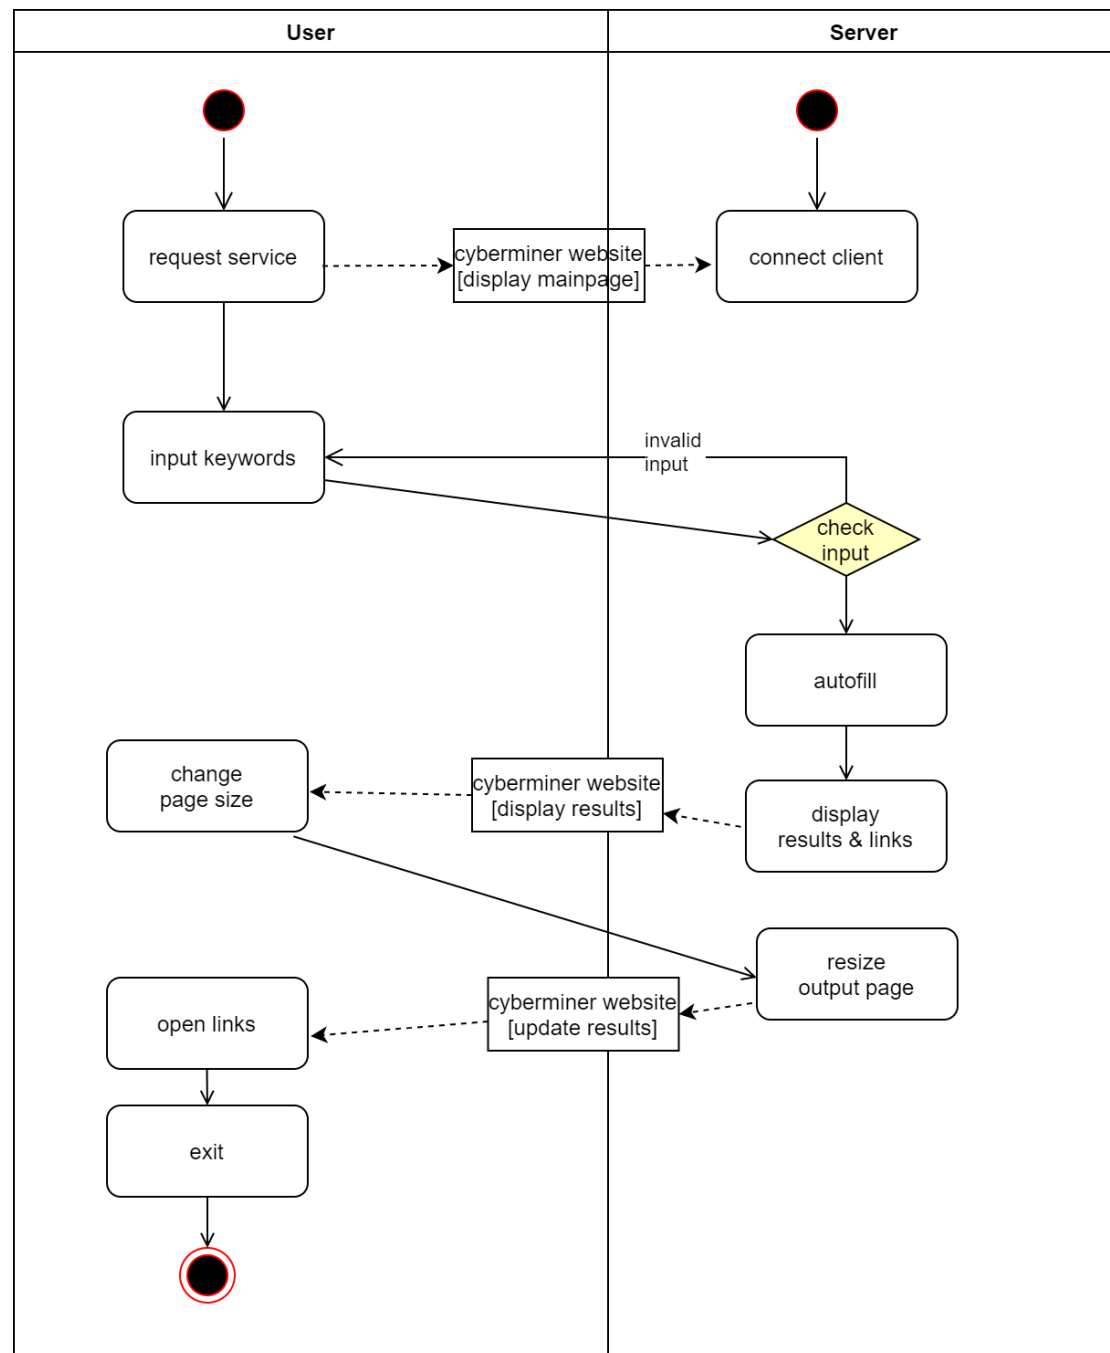 User
Server
request service
cyberminer website
[display mainpage]
connect client
input keywords
invalid
input
check
input
autofill
change
page size
cyberminer website
[display results]
display
results & links
resize
output page
open links
cyberminer website
[update results]
exit